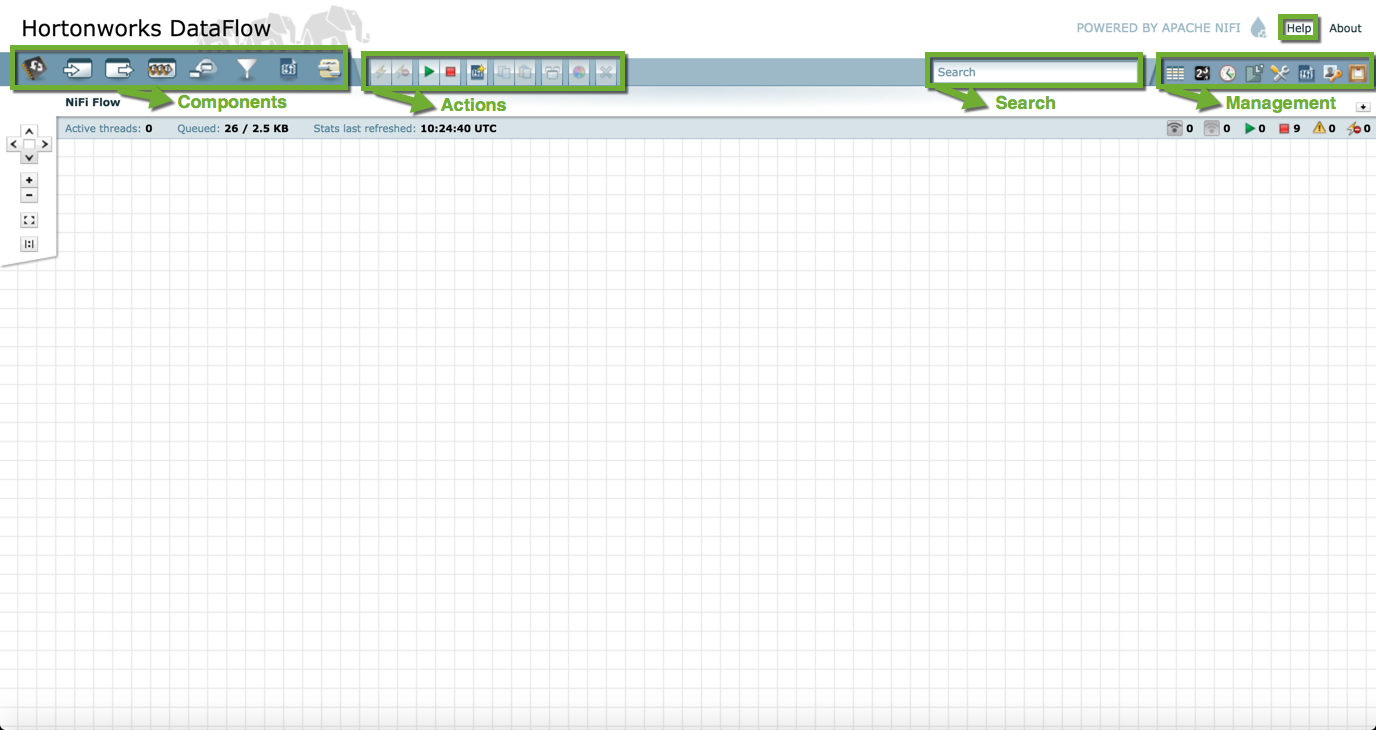 Hortonworks DataFlow
POWERED BY APACHE NIFI Help About
Search
NiFi Flow Components Actions Search Management
Active threads: 0 Queued: 26 / 2.5 KB Stats last refreshed: 10:24:40 UTC 0 0 0 9 0 0